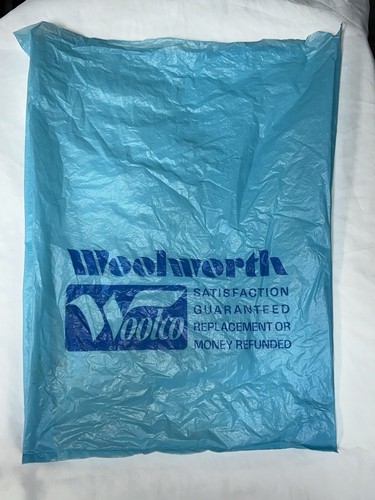 Woolworth
Woolco
SATISFACTION
GUARANTEED
REPLACEMENT OR
MONEY REFUNDED